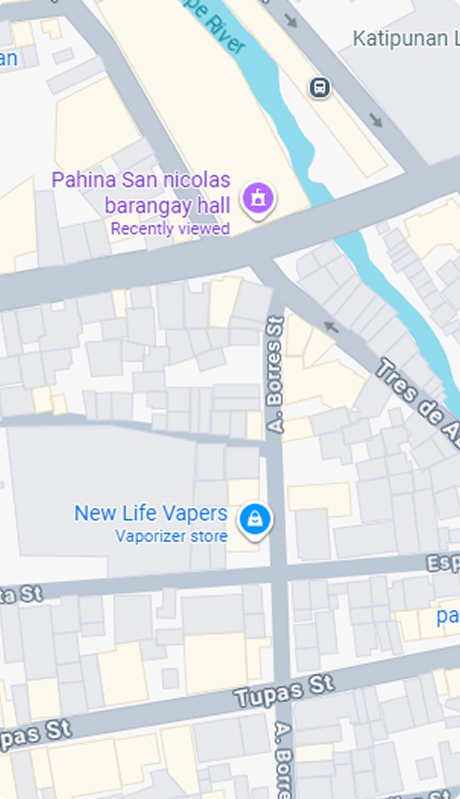 pe River
Katipunan L
an
Pahina San nicolas
barangay hall
Recently viewed
A. Borres St
Tres de A
New Life Vapers
Vaporizer store
Esp
ta St
pa
Tupas St
pas St
A. Borre